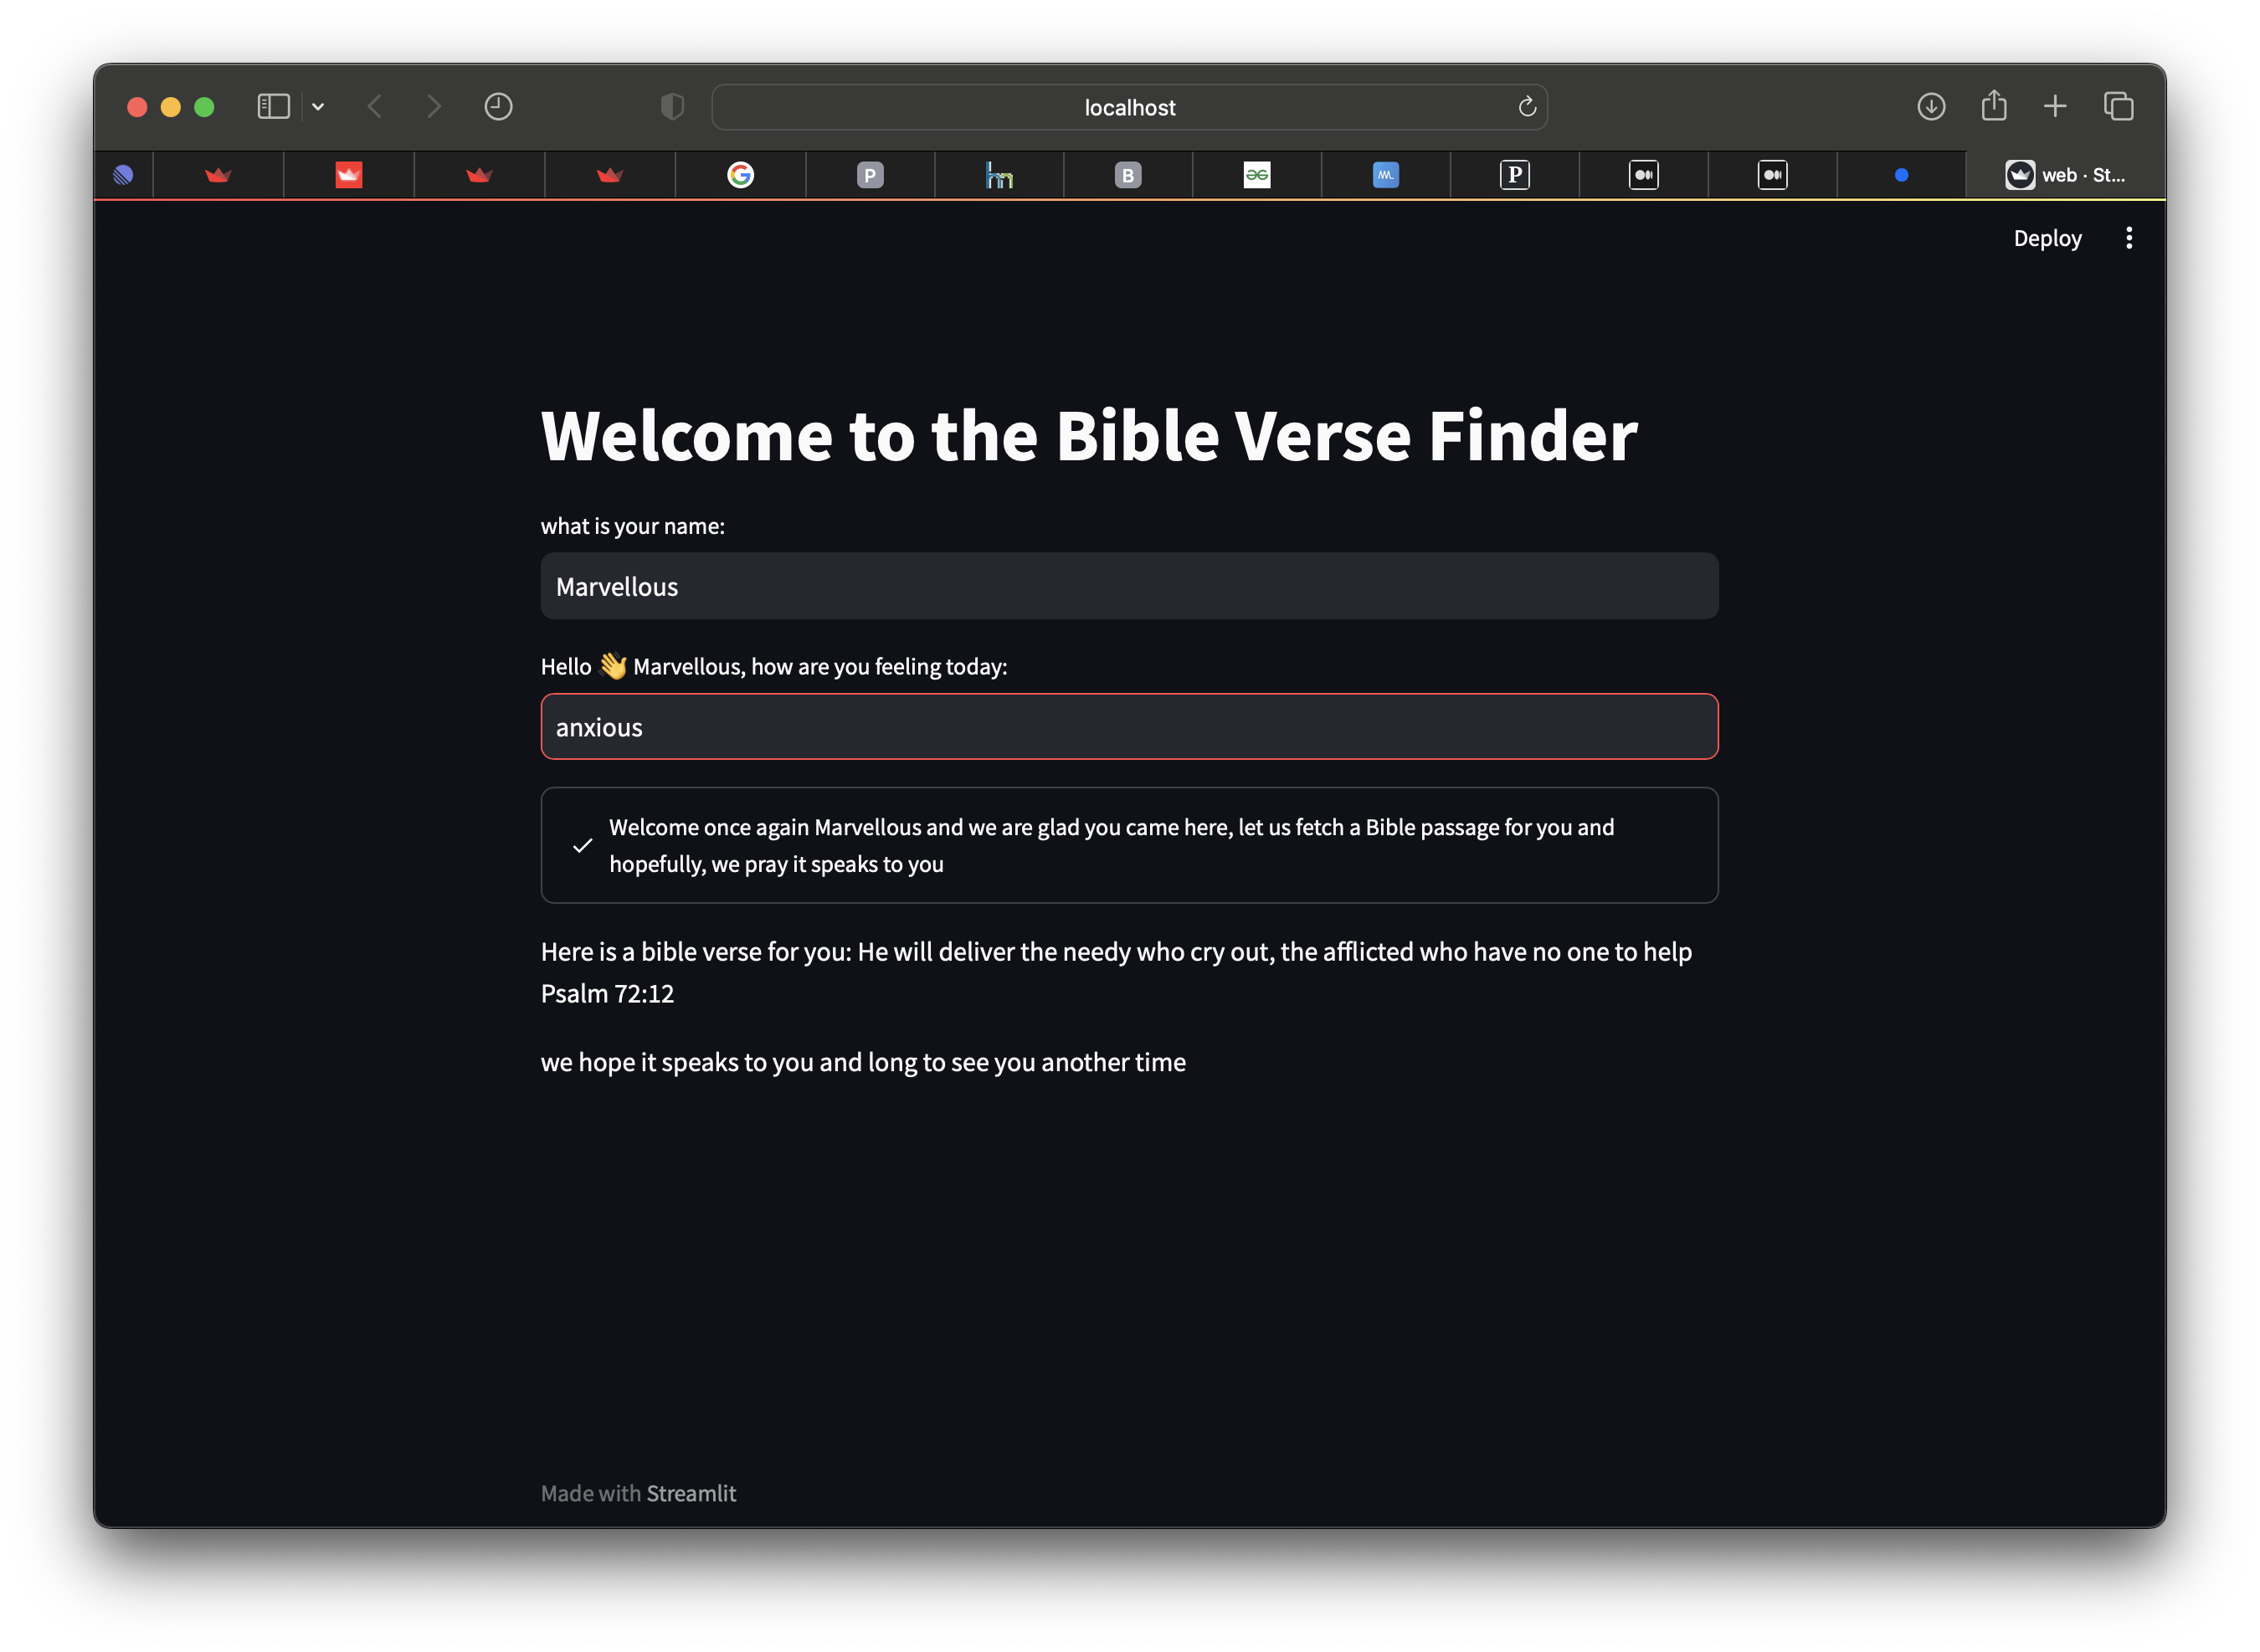 localhost
P
hn
B
ML
P
web · St...
Deploy
Welcome to the Bible Verse Finder
what is your name:
Marvellous
Hello 👋 Marvellous, how are you feeling today:
anxious
Welcome once again Marvellous and we are glad you came here, let us fetch a Bible passage for you and
hopefully, we pray it speaks to you
Here is a bible verse for you: He will deliver the needy who cry out, the afflicted who have no one to help
Psalm 72:12
we hope it speaks to you and long to see you another time
Made with Streamlit